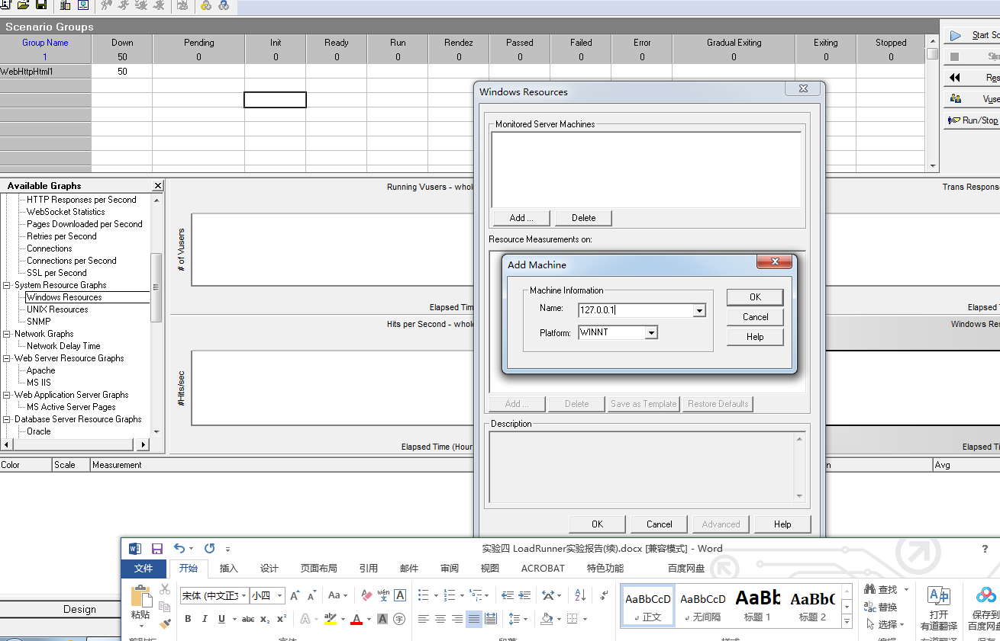 Scenario Groups
Group Name Down Pending Init Ready Run Rendez Passed Failed Error Gradual Exiting Exiting Stopped
1 50 0 0 0 0 0 0 0 0 0 0 0
WebHttpHtml1 50
Start Sc
Res
Vuse
Run/Stop
Available Graphs
HTTP Responses per Second
WebSocket Statistics
Pages Downloaded per Second
Retries per Second
Connections
Connections per Second
SSL per Second
System Resource Graphs
Windows Resources
UNIX Resources
SNMP
Network Graphs
Network Delay Time
Web Server Resource Graphs
Apache
MS IIS
Web Application Server Graphs
MS Active Server Pages
Database Server Resource Graphs
Oracle
Running Vusers - whol
# of Vusers
Elapsed Tim
Hits per Second - whole
#Hits/sec
Elapsed Time (Hour
Trans Respons
Elapsed T
Windows Res
Elapsed Ti
Windows Resources
Monitored Server Machines
Add ... Delete
Resource Measurements on:
Add Machine
Machine Information
Name: 127.0.0.1
Platform: WINNT
OK
Cancel
Help
Add ... Delete Save as Template Restore Defaults
Description
OK Cancel Advanced Help
Color Scale Measurement n Avg
Design
实验四 LoadRunner实验报告(续).docx [兼容模式] - Word ?
文件 开始 插入 设计 页面布局 引用 邮件 审阅 视图 ACROBAT 特色功能 百度网盘
粘贴
宋体 (中文正 小四 A A Aa wén 文 A
B I U abc x₂ x² A ab A A 字
AaBbCcD AaBbCcD AaBb AaBbC
正文 无间隔 标题 1 标题 2
查找
替换
选择
打开
有道翻译
保存到
百度网盘